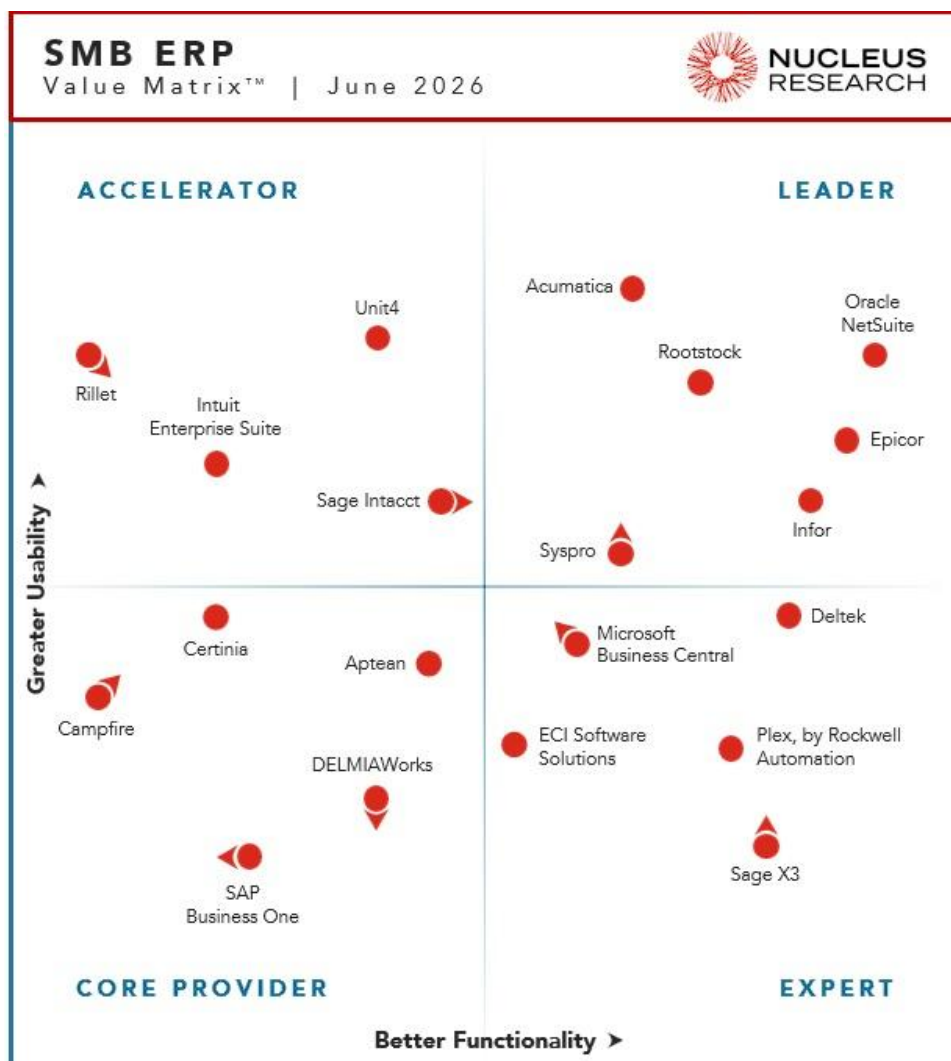 SMB ERP
Value Matrix™ | June 2026
NUCLEUS
RESEARCH
ACCELERATOR
LEADER
Acumatica
Unit4
Oracle
NetSuite
Rootstock
Rillet
Intuit
Enterprise Suite
Epicor
Sage Intacct
Infor
Syspro
Greater Usability ➤
Deltek
Certinia
Microsoft
Business Central
Aptean
Campfire
ECI Software
Solutions
Plex, by Rockwell
Automation
DELMIAWorks
Sage X3
SAP
Business One
CORE PROVIDER
EXPERT
Better Functionality ➤